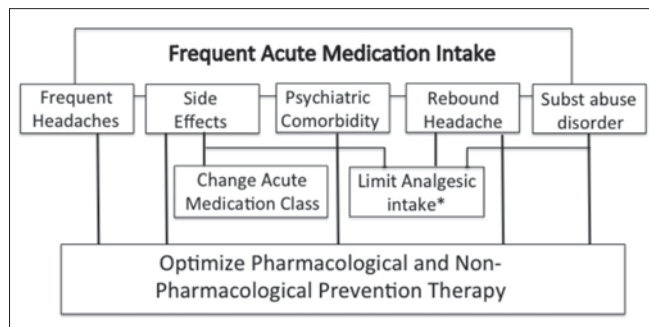 Frequent Acute Medication Intake
Frequent
Headaches
Side
Effects
Psychiatric
Comorbidity
Rebound
Headache
Subst abuse
disorder
Change Acute
Medication Class
Limit Analgesic
intake*
Optimize Pharmacological and Non-
Pharmacological Prevention Therapy